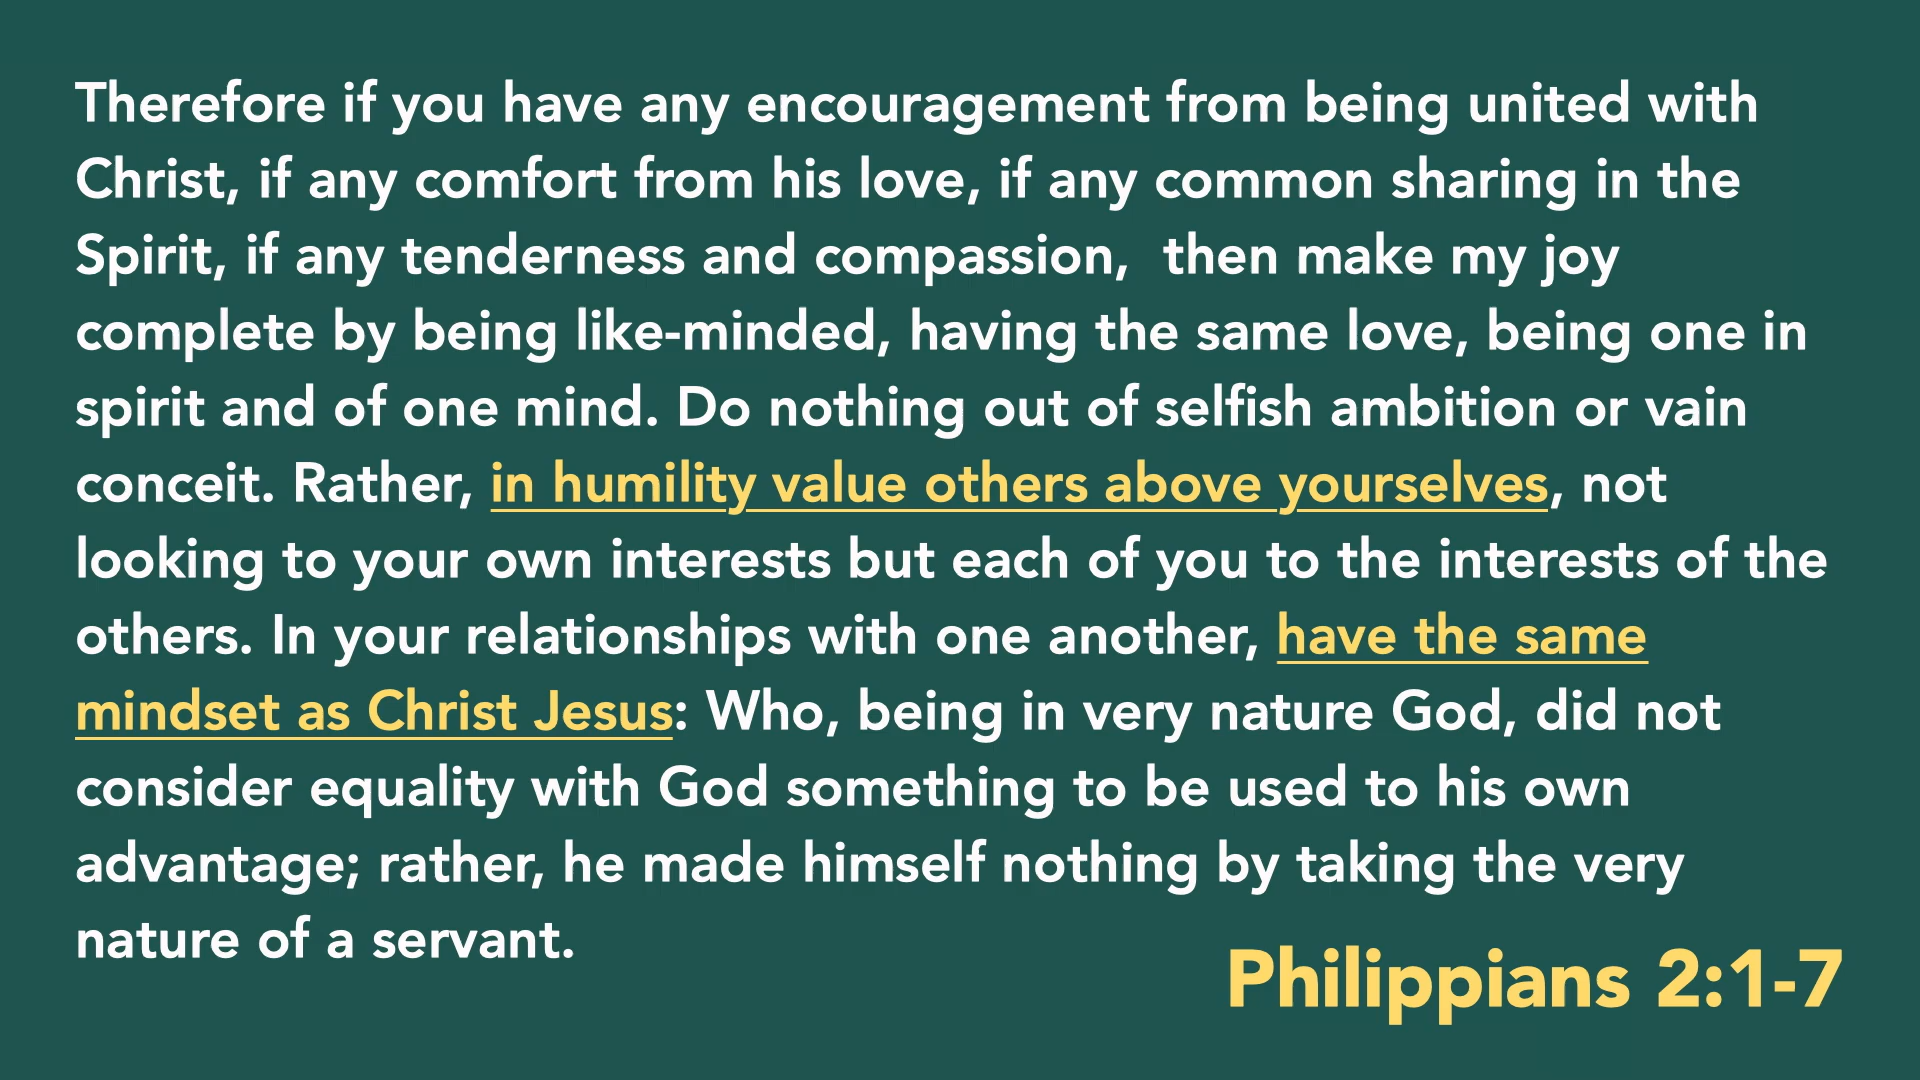 Therefore if you have any encouragement from being united with
Christ, if any comfort from his love, if any common sharing in the
Spirit, if any tenderness and compassion,  then make my joy
complete by being like-minded, having the same love, being one in
spirit and of one mind. Do nothing out of selfish ambition or vain
conceit. Rather, in humility value others above yourselves, not
looking to your own interests but each of you to the interests of the
others. In your relationships with one another, have the same
mindset as Christ Jesus: Who, being in very nature God, did not
consider equality with God something to be used to his own
advantage; rather, he made himself nothing by taking the very
nature of a servant.
Philippians 2:1-7